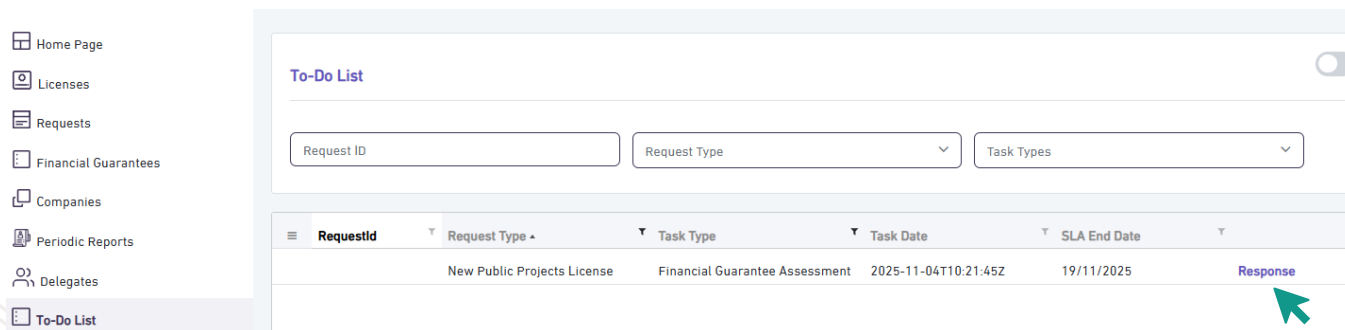 Home Page
Licenses
Requests
Financial Guarantees
Companies
Periodic Reports
Delegates
To-Do List
To-Do List
Request ID
Request Type
Task Types
RequestId Request Type Task Type Task Date SLA End Date
New Public Projects License Financial Guarantee Assessment 2025-11-04T10:21:45Z 19/11/2025 Response